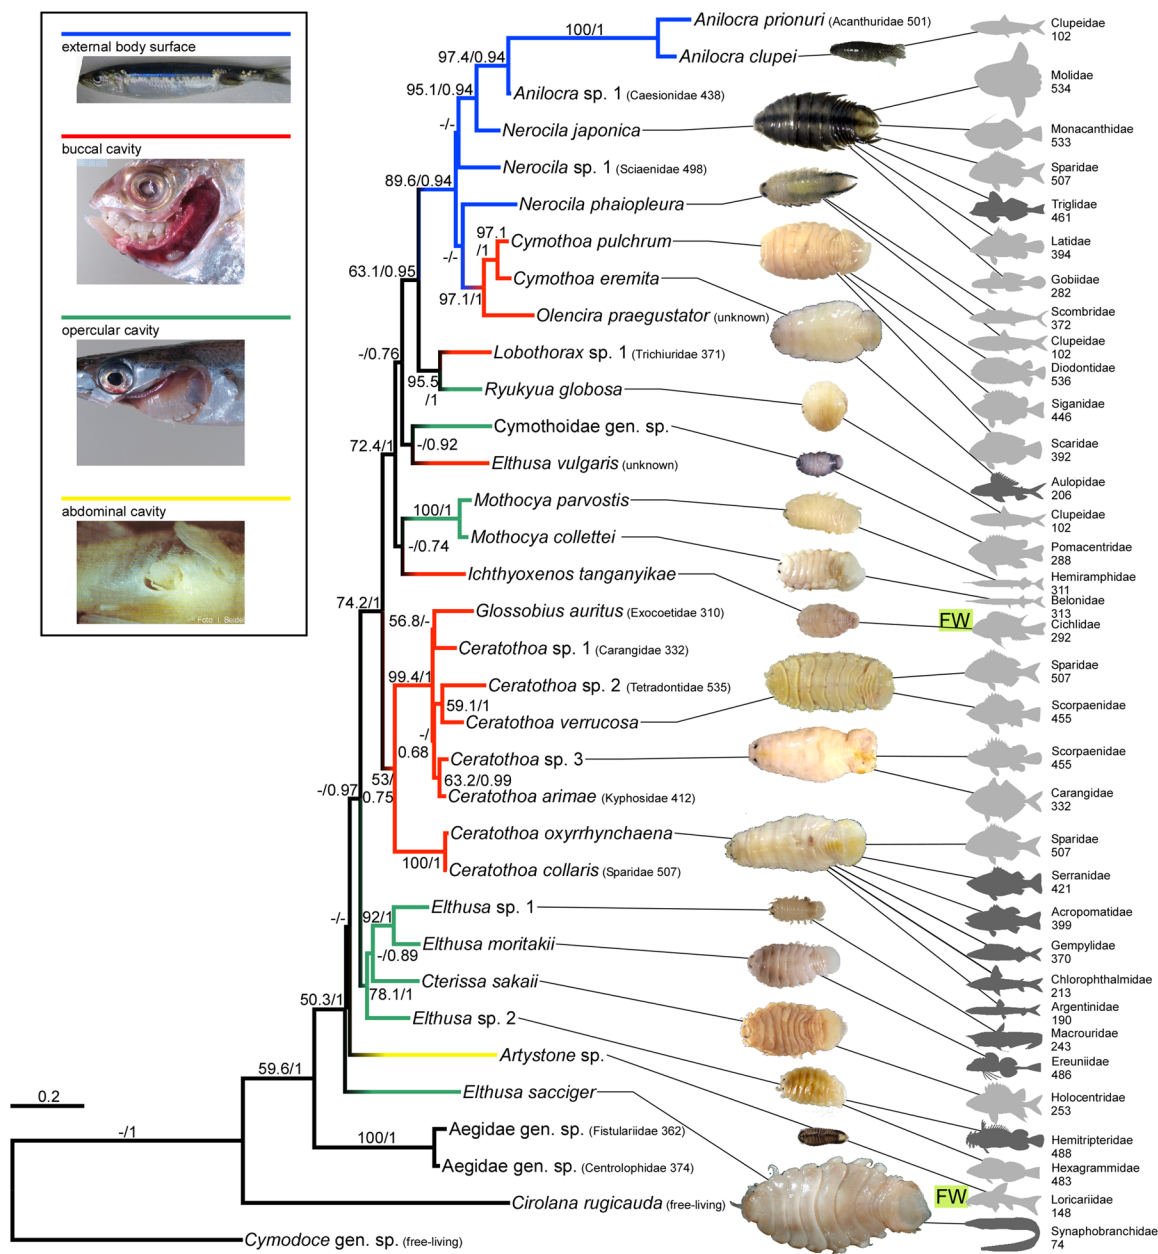 external body surface
buccal cavity
opercular cavity
abdominal cavity
Foto I. Seidel
100/1
97.4/0.94
95.1/0.94
-/-
89.6/0.94
97.1
/1
-/-
97.1/1
63.1/0.95
-/0.76
95.5
/1
72.4/1
-/0.92
100/1
-/0.74
74.2/1
56.8/-
99.4/1
59.1/1
-/
0.68
63.2/0.99
53/
0.75
100/1
-/0.97
-/-
92/1
-/0.89
78.1/1
50.3/1
59.6/1
100/1
-/1
0.2
Anilocra prionuri (Acanthuridae 501)
Anilocra clupei
Anilocra sp. 1 (Caesionidae 438)
Nerocila japonica
Nerocila sp. 1 (Sciaenidae 498)
Nerocila phaiopleura
Cymothoa pulchrum
Cymothoa eremita
Olencira praegustator (unknown)
Lobothorax sp. 1 (Trichiuridae 371)
Ryukyua globosa
Cymothoidae gen. sp.
Elthusa vulgaris (unknown)
Mothocya parvostis
Mothocya collettei
Ichthyoxenos tanganyikae
Glossobius auritus (Exocoetidae 310)
Ceratothoa sp. 1 (Carangidae 332)
Ceratothoa sp. 2 (Tetradontidae 535)
Ceratothoa verrucosa
Ceratothoa sp. 3
Ceratothoa arimae (Kyphosidae 412)
Ceratothoa oxyrrhynchaena
Ceratothoa collaris (Sparidae 507)
Elthusa sp. 1
Elthusa moritakii
Cterissa sakaii
Elthusa sp. 2
Artystone sp.
Elthusa sacciger
Aegidae gen. sp. (Fistulariidae 362)
Aegidae gen. sp. (Centrolophidae 374)
Cirolana rugicauda (free-living)
Cymodoce gen. sp. (free-living)
Clupeidae
102
Molidae
534
Monacanthidae
533
Sparidae
507
Triglidae
461
Latidae
394
Gobiidae
282
Scombridae
372
Clupeidae
102
Diodontidae
536
Siganidae
446
Scaridae
392
Aulopidae
206
Clupeidae
102
Pomacentridae
288
Hemiramphidae
311
Belonidae
313
FW
Cichlidae
292
Sparidae
507
Scorpaenidae
455
Scorpaenidae
455
Carangidae
332
Sparidae
507
Serranidae
421
Acropomatidae
399
Gempylidae
370
Chlorophthalmidae
213
Argentinidae
190
Macrouridae
243
Ereuniidae
486
Holocentridae
253
Hemitripteridae
488
Hexagrammidae
483
FW
Loricariidae
148
Synaphobranchidae
74